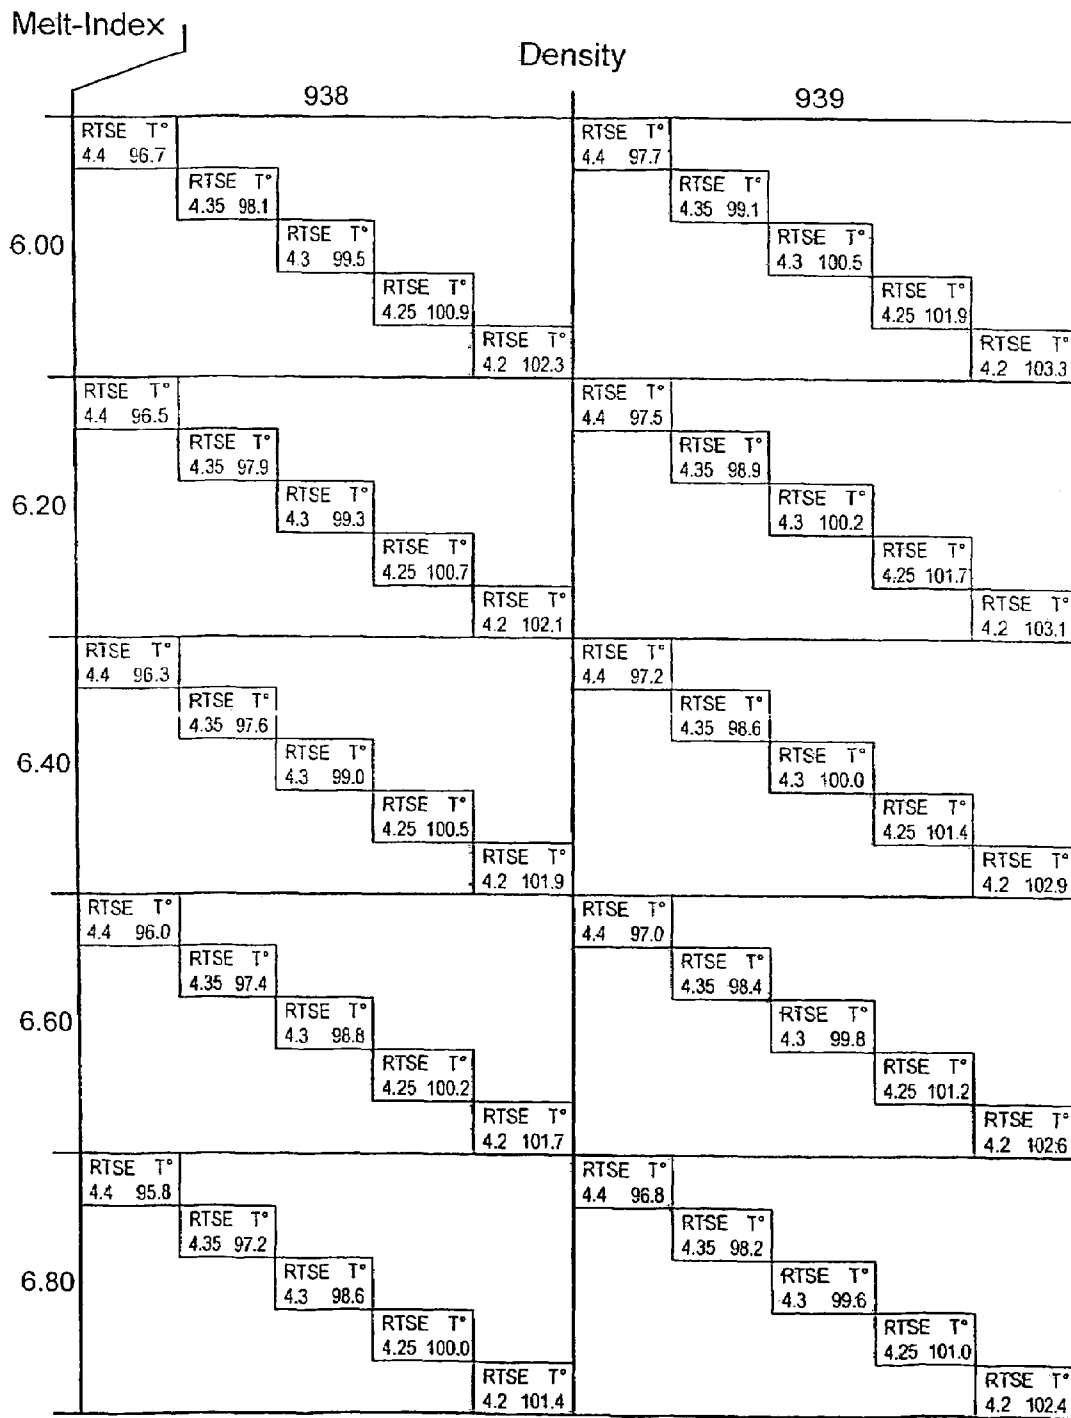 Melt-Index
Density
938 939
6.00
RTSE T°
4.4 96.7
RTSE T°
4.35 98.1
RTSE T°
4.3 99.5
RTSE T°
4.25 100.9
RTSE T°
4.2 102.3
RTSE T°
4.4 97.7
RTSE T°
4.35 99.1
RTSE T°
4.3 100.5
RTSE T°
4.25 101.9
RTSE T°
4.2 103.3
6.20
RTSE T°
4.4 96.5
RTSE T°
4.35 97.9
RTSE T°
4.3 99.3
RTSE T°
4.25 100.7
RTSE T°
4.2 102.1
RTSE T°
4.4 97.5
RTSE T°
4.35 98.9
RTSE T°
4.3 100.2
RTSE T°
4.25 101.7
RTSE T°
4.2 103.1
6.40
RTSE T°
4.4 96.3
RTSE T°
4.35 97.6
RTSE T°
4.3 99.0
RTSE T°
4.25 100.5
RTSE T°
4.2 101.9
RTSE T°
4.4 97.2
RTSE T°
4.35 98.6
RTSE T°
4.3 100.0
RTSE T°
4.25 101.4
RTSE T°
4.2 102.9
6.60
RTSE T°
4.4 96.0
RTSE T°
4.35 97.4
RTSE T°
4.3 98.8
RTSE T°
4.25 100.2
RTSE T°
4.2 101.7
RTSE T°
4.4 97.0
RTSE T°
4.35 98.4
RTSE T°
4.3 99.8
RTSE T°
4.25 101.2
RTSE T°
4.2 102.6
6.80
RTSE T°
4.4 95.8
RTSE T°
4.35 97.2
RTSE T°
4.3 98.6
RTSE T°
4.25 100.0
RTSE T°
4.2 101.4
RTSE T°
4.4 96.8
RTSE T°
4.35 98.2
RTSE T°
4.3 99.6
RTSE T°
4.25 101.0
RTSE T°
4.2 102.4